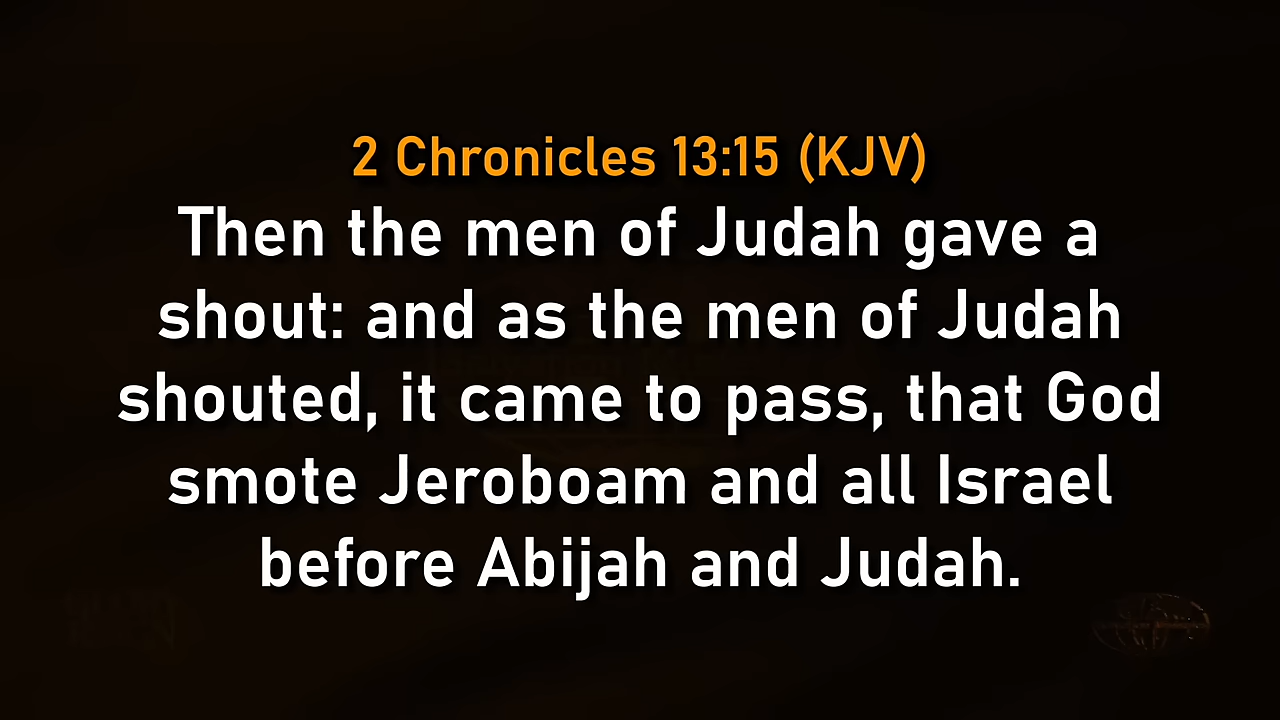 2 Chronicles 13:15 (KJV)
Then the men of Judah gave a
shout: and as the men of Judah
shouted, it came to pass, that God
smote Jeroboam and all Israel
before Abijah and Judah.